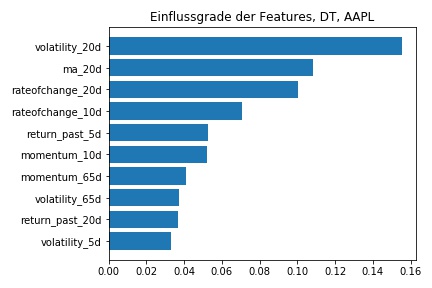 Einflussgrade der Features, DT, AAPL
volatility_20d
ma_20d
rateofchange_20d
rateofchange_10d
return_past_5d
momentum_10d
momentum_65d
volatility_65d
return_past_20d
volatility_5d
0.00 0.02 0.04 0.06 0.08 0.10 0.12 0.14 0.16